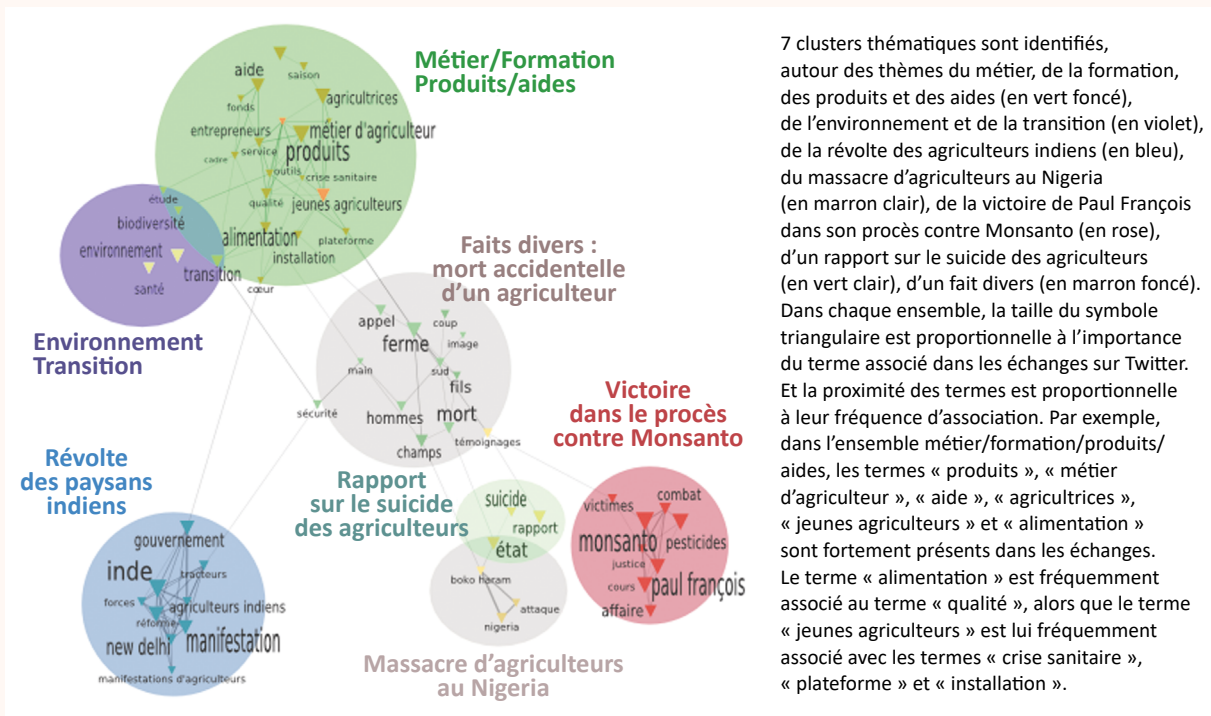 Métier/Formation
Produits/aides
aide
saison
fonds
agricultrices
entrepreneurs
métier d'agriculteur
service
produits
cadre
outils
crise sanitaire
étude
qualité
jeunes agriculteurs
biodiversité
alimentation
plateforme
environnement
installation
transition
santé
cœur
Environnement
Transition
Faits divers :
mort accidentelle
d'un agriculteur
appel
coup
ferme
image
main
sud
fils
sécurité
hommes
mort
témoignages
champs
Victoire
dans le procès
contre Monsanto
Révolte
des paysans
indiens
Rapport
sur le suicide
des agriculteurs
suicide
rapport
état
victimes
combat
monsanto
pesticides
justice
cours
paul françois
affaire
gouvernement
inde
tracteurs
forces
agriculteurs indiens
réforme
new delhi
manifestation
manifestations d'agriculteurs
boko haram
attaque
nigeria
Massacre d'agriculteurs
au Nigeria
7 clusters thématiques sont identifiés,
autour des thèmes du métier, de la formation,
des produits et des aides (en vert foncé),
de l'environnement et de la transition (en violet),
de la révolte des agriculteurs indiens (en bleu),
du massacre d'agriculteurs au Nigeria
(en marron clair), de la victoire de Paul François
dans son procès contre Monsanto (en rose),
d'un rapport sur le suicide des agriculteurs
(en vert clair), d'un fait divers (en marron foncé).
Dans chaque ensemble, la taille du symbole
triangulaire est proportionnelle à l'importance
du terme associé dans les échanges sur Twitter.
Et la proximité des termes est proportionnelle
à leur fréquence d'association. Par exemple,
dans l'ensemble métier/formation/produits/
aides, les termes « produits », « métier
d'agriculteur », « aide », « agricultrices »,
« jeunes agriculteurs » et « alimentation »
sont fortement présents dans les échanges.
Le terme « alimentation » est fréquemment
associé au terme « qualité », alors que le terme
« jeunes agriculteurs » est lui fréquemment
associé avec les termes « crise sanitaire »,
« plateforme » et « installation ».